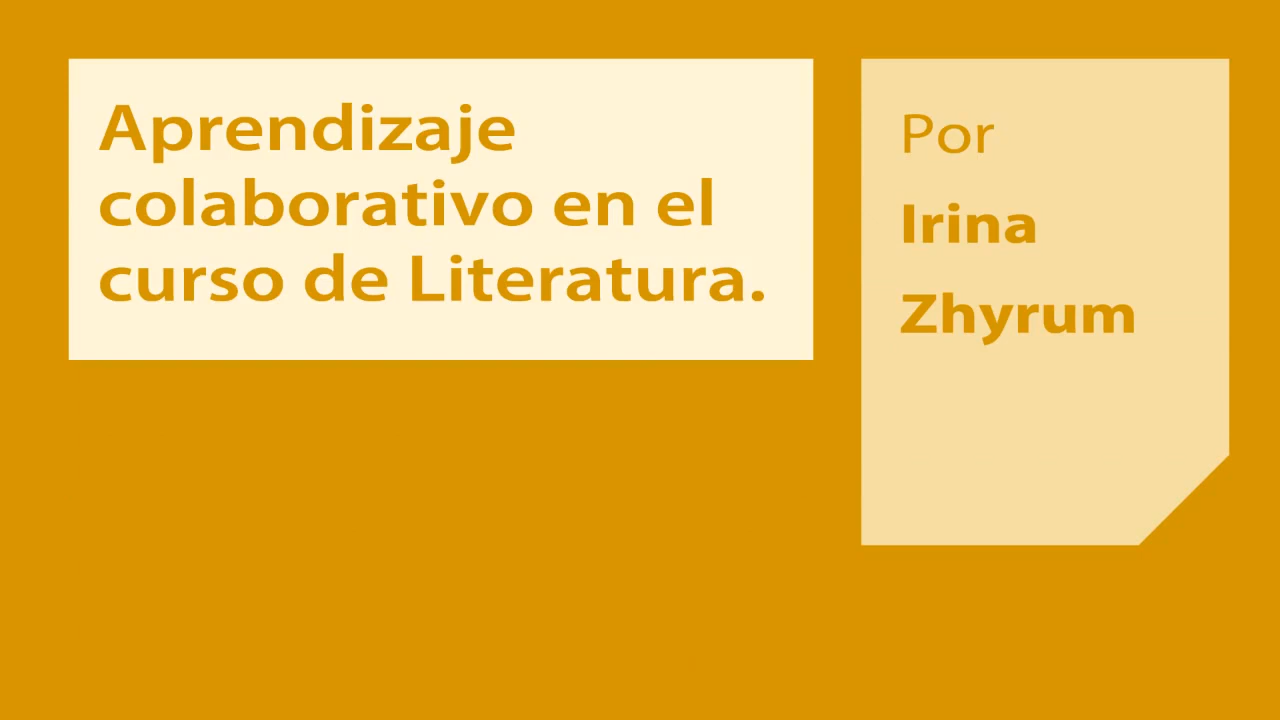 Aprendizaje
colaborativo en el
curso de Literatura.
Por
Irina
Zhyrum